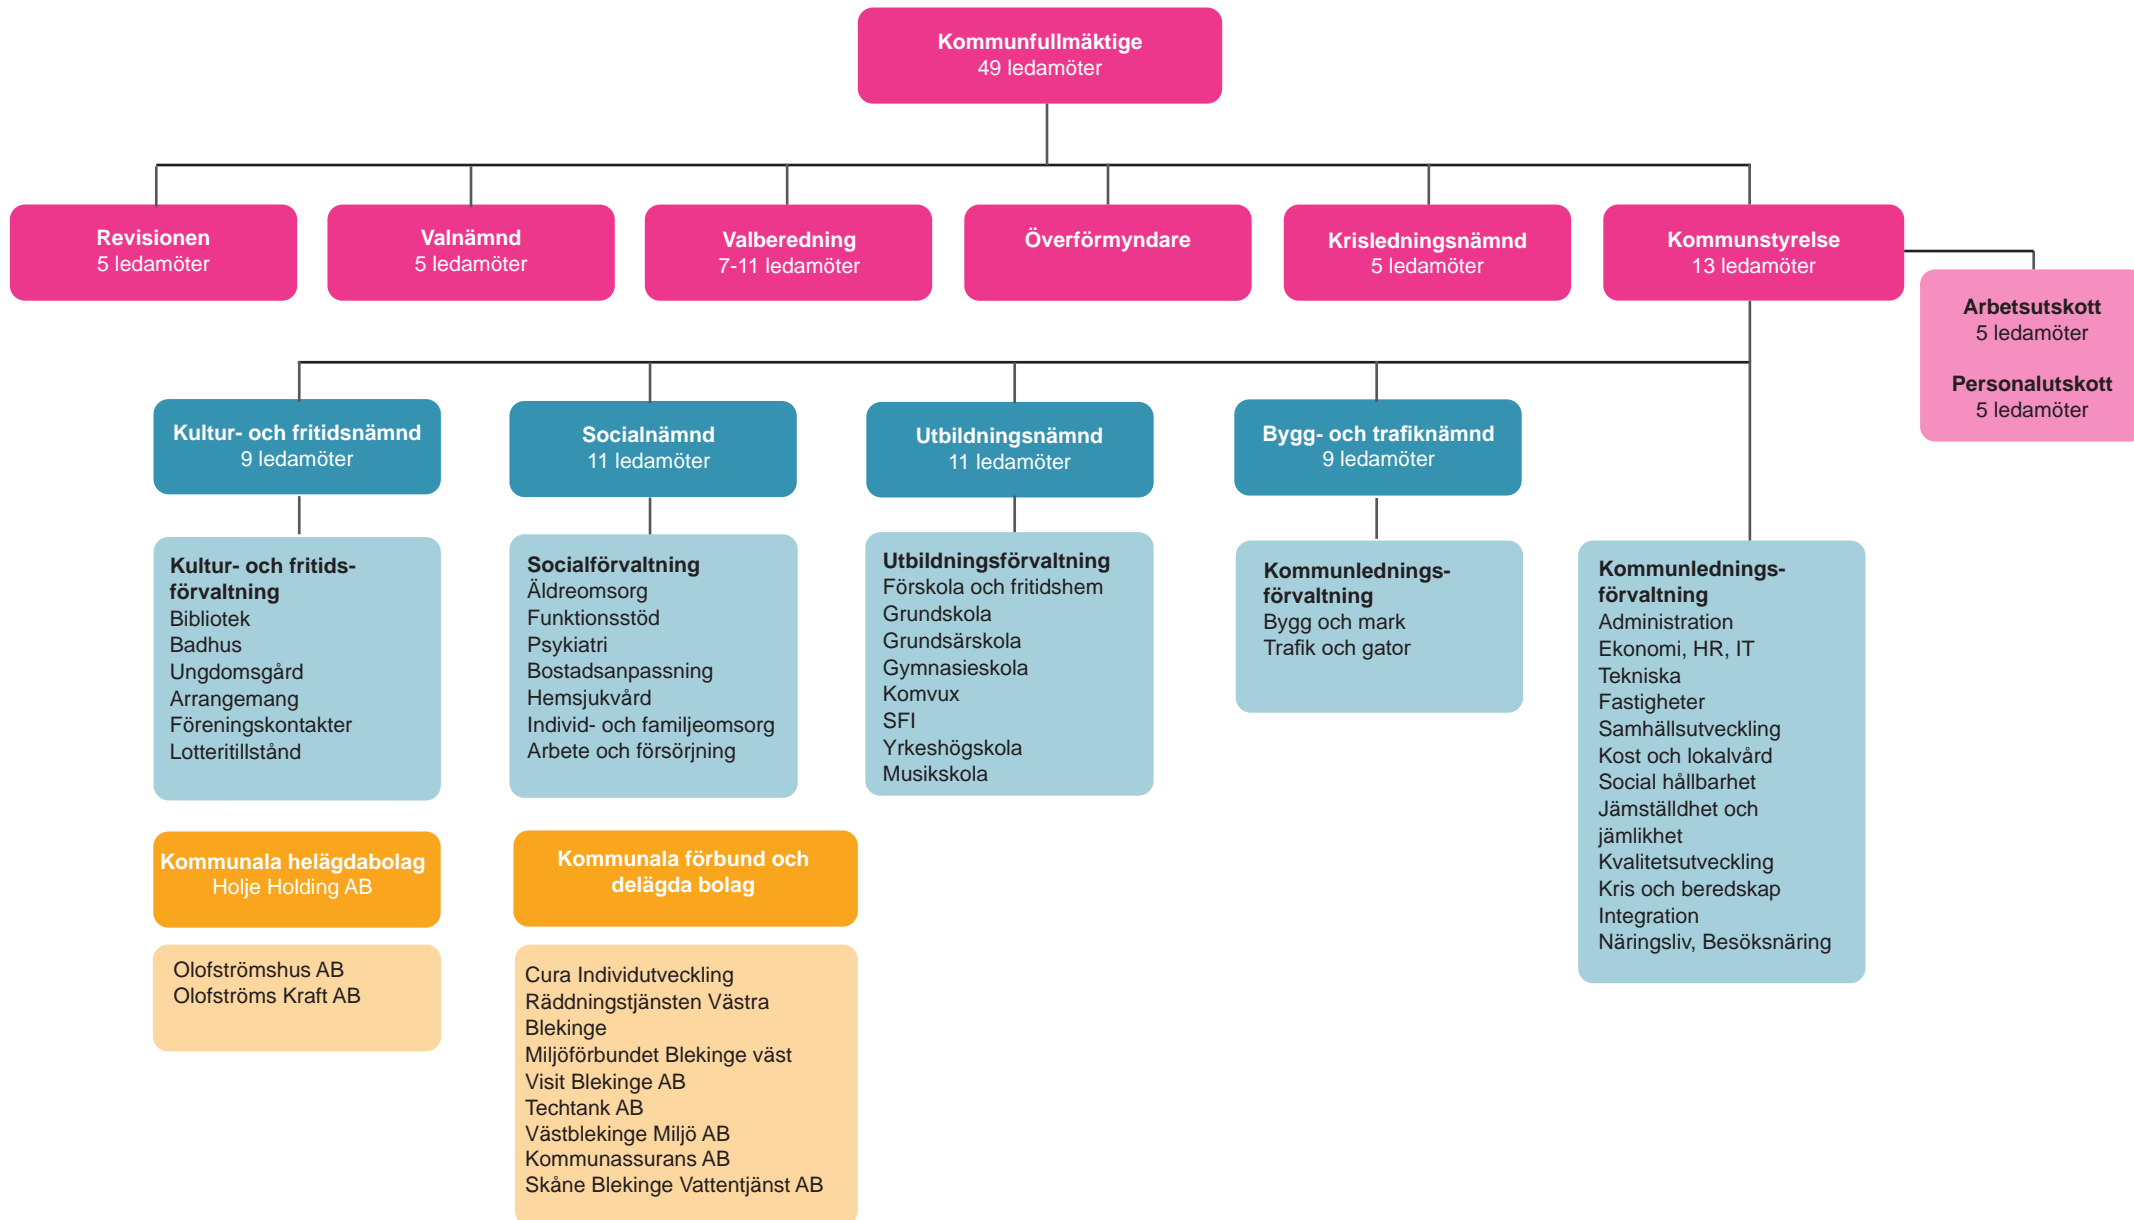 Kommunfullmäktige
49 ledamöter
Revisionen
5 ledamöter
Valnämnd
5 ledamöter
Valberedning
7-11 ledamöter
Överförmyndare
Krisledningsnämnd
5 ledamöter
Kommunstyrelse
13 ledamöter
Arbetsutskott
5 ledamöter
Personalutskott
5 ledamöter
Kultur- och fritidsnämnd
9 ledamöter
Socialnämnd
11 ledamöter
Utbildningsnämnd
11 ledamöter
Bygg- och trafiknämnd
9 ledamöter
Kultur- och fritids-
förvaltning
Bibliotek
Badhus
Ungdomsgård
Arrangemang
Föreningskontakter
Lotteritillstånd
Socialförvaltning
Äldreomsorg
Funktionsstöd
Psykiatri
Bostadsanpassning
Hemsjukvård
Individ- och familjeomsorg
Arbete och försörjning
Utbildningsförvaltning
Förskola och fritidshem
Grundskola
Grundsärskola
Gymnasieskola
Komvux
SFI
Yrkeshögskola
Musikskola
Kommunlednings-
förvaltning
Bygg och mark
Trafik och gator
Kommunlednings-
förvaltning
Administration
Ekonomi, HR, IT
Tekniska
Fastigheter
Samhällsutveckling
Kost och lokalvård
Social hållbarhet
Jämställdhet och
jämlikhet
Kvalitetsutveckling
Kris och beredskap
Integration
Näringsliv, Besöksnäring
Kommunala helägdabolag
Holje Holding AB
Olofströmshus AB
Olofströms Kraft AB
Kommunala förbund och
delägda bolag
Cura Individutveckling
Räddningstjänsten Västra
Blekinge
Miljöförbundet Blekinge väst
Visit Blekinge AB
Techtank AB
Västblekinge Miljö AB
Kommunassurans AB
Skåne Blekinge Vattentjänst AB